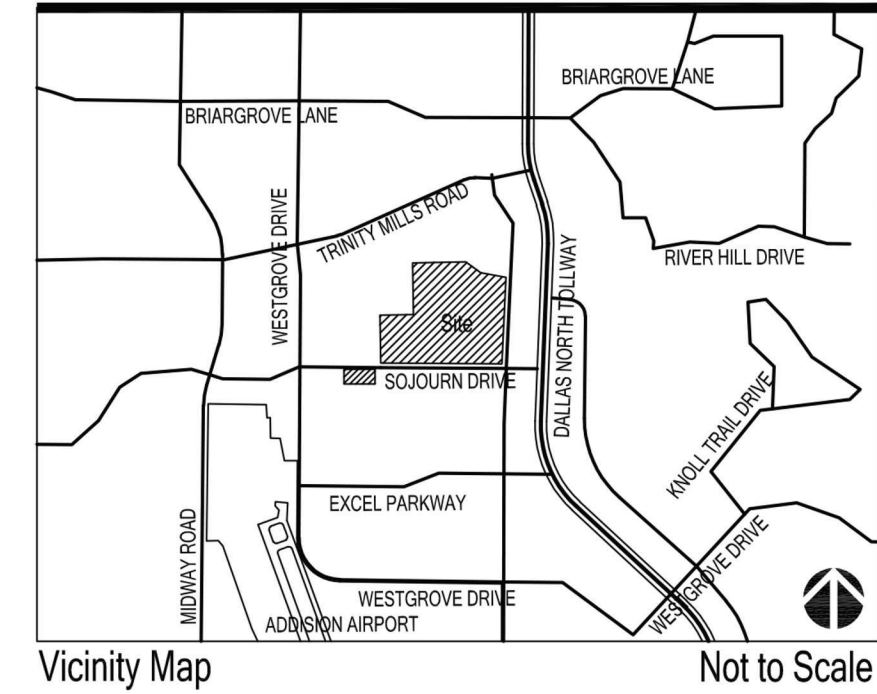 BRIARGROVE LANE
BRIARGROVE LANE
WESTGROVE DRIVE
TRINITY MILLS ROAD
RIVER HILL DRIVE
DALLAS NORTH TOLLWAY
Site
SOJOURN DRIVE
KNOLL TRAIL DRIVE
EXCEL PARKWAY
MIDWAY ROAD
WESTGROVE DRIVE
WESTGROVE DRIVE
ADDISION AIRPORT
Vicinity Map
Not to Scale